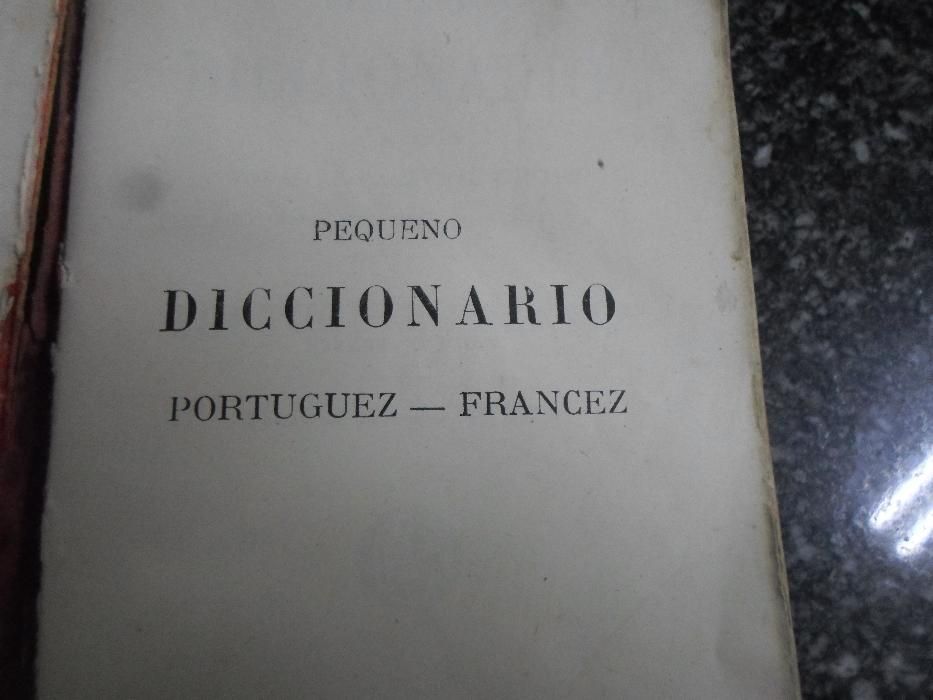 PEQUENO
DICCIONARIO
PORTUGUEZ — FRANCEZ